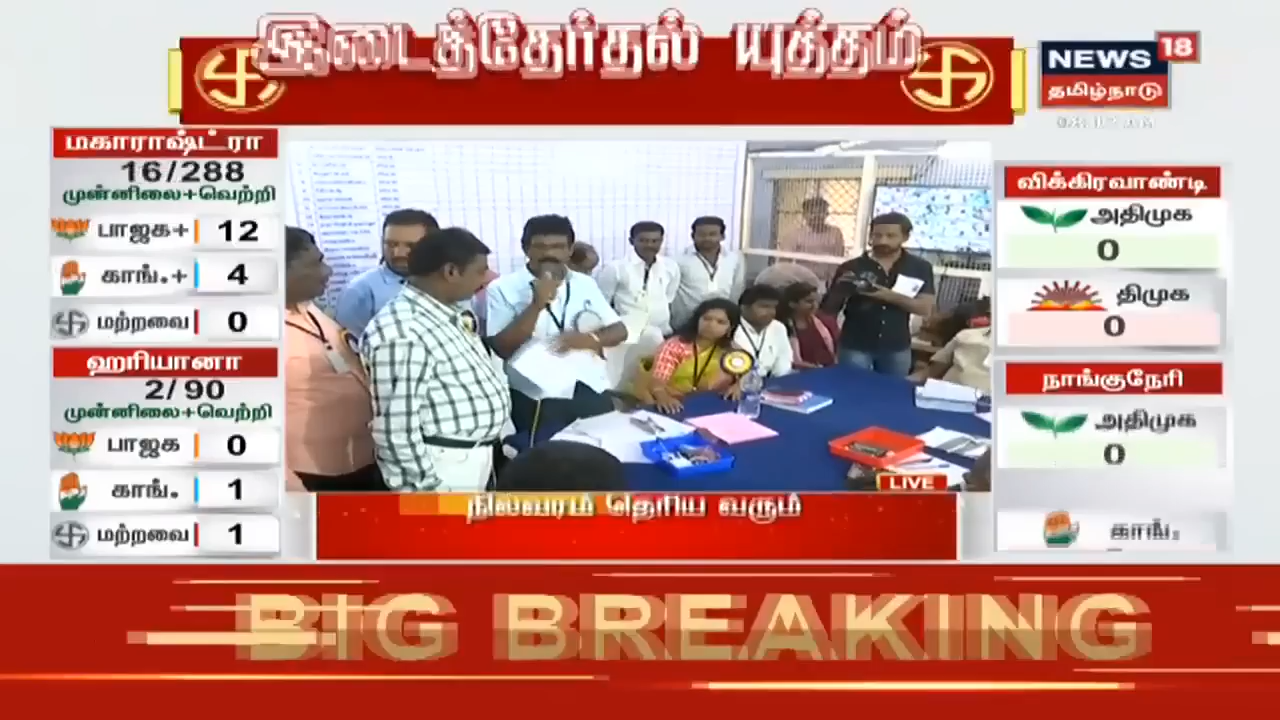 இடைத்தேர்தல் யுத்தம்
NEWS 18
தமிழ்நாடு
மகாராஷ்ட்ரா
16/288
முன்னிலை+வெற்றி
பாஜக+ 12
காங்.+ 4
மற்றவை 0
ஹரியானா
2/90
முன்னிலை+வெற்றி
பாஜக 0
காங். 1
மற்றவை 1
விக்கிரவாண்டி
அதிமுக
0
திமுக
0
நாங்குநேரி
அதிமுக
0
காங்.
LIVE
நிலவரம் தெரிய வரும்
BIG BREAKING